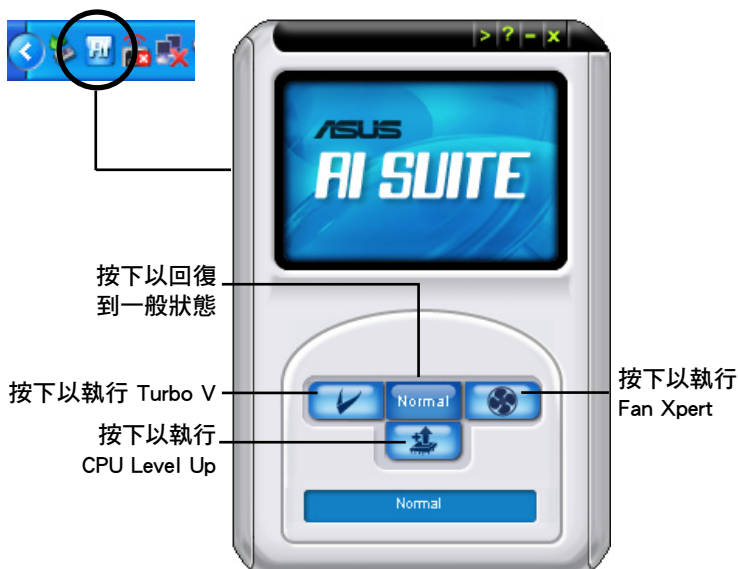 > ? - x
ASUS
AI SUITE
按下以回復
到一般狀態
按下以執行 Turbo V
按下以執行
CPU Level Up
按下以執行
Fan Xpert
Normal
Normal